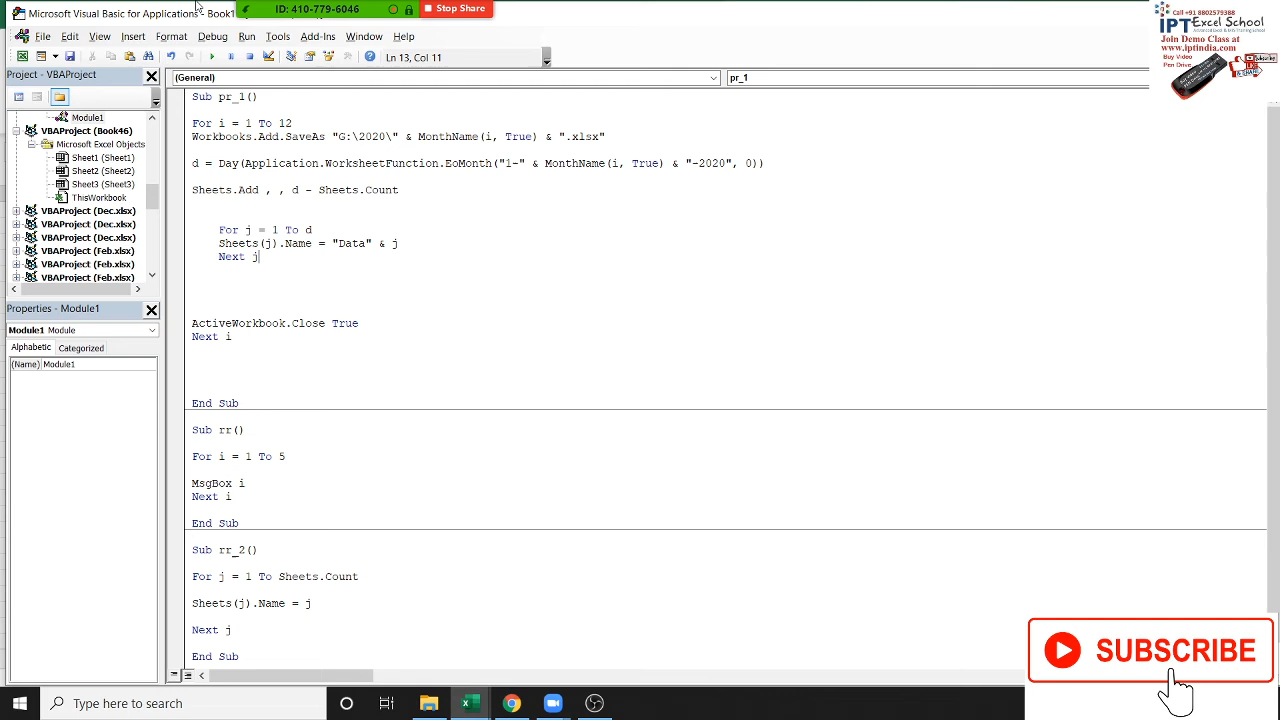 Microsoft Visual Basic for Applications - Book1
ID: 410-779-6046
Stop Share
File Edit View Insert Format Debug Run Tools Add-Ins Window Help
Ln 13, Col 11
Project - VBAProject
Module1
VBAProject (Book46)
Microsoft Excel Objects
Sheet1 (Sheet1)
Sheet2 (Sheet2)
Sheet3 (Sheet3)
ThisWorkbook
VBAProject (Dec.xlsx)
VBAProject (Dec.xlsx)
VBAProject (Dec.xlsx)
VBAProject (Feb.xlsx)
VBAProject (Feb.xlsx)
VBAProject (Feb.xlsx)
Properties - Module1
Module1 Module
Alphabetic Categorized
(Name) Module1
(General)
pr_1
Sub pr_1()
For i = 1 To 12
Workbooks.Add.SaveAs "G:\2020\" & MonthName(i, True) & ".xlsx"
d = Day(Application.WorksheetFunction.EoMonth("1-" & MonthName(i, True) & "-2020", 0))
Sheets.Add , , d - Sheets.Count
For j = 1 To d
Sheets(j).Name = "Data" & j
Next j
ActiveWorkbook.Close True
Next i
End Sub
Sub rr()
For i = 1 To 5
MsgBox i
Next i
End Sub
Sub rr_2()
For j = 1 To Sheets.Count
Sheets(j).Name = j
Next j
End Sub
Call +91 8802579388
IPT Excel School
Join Demo Class at
www.iptindia.com
Buy Video
Pen Drive
SUBSCRIBE
Type here to search